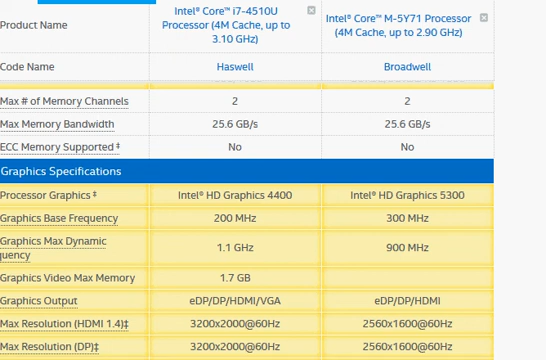 Product Name
Intel® Core™ i7-4510U
Processor (4M Cache, up to
3.10 GHz)
Intel® Core™ M-5Y71 Processor
(4M Cache, up to 2.90 GHz)
Code Name Haswell Broadwell
Max # of Memory Channels 2 2
Max Memory Bandwidth 25.6 GB/s 25.6 GB/s
ECC Memory Supported ‡ No No
Graphics Specifications
Processor Graphics ‡ Intel® HD Graphics 4400 Intel® HD Graphics 5300
Graphics Base Frequency 200 MHz 300 MHz
Graphics Max Dynamic
quency 1.1 GHz 900 MHz
Graphics Video Max Memory 1.7 GB
Graphics Output eDP/DP/HDMI/VGA eDP/DP/HDMI
Max Resolution (HDMI 1.4)‡ 3200x2000@60Hz 2560x1600@60Hz
Max Resolution (DP)‡ 3200x2000@60Hz 2560x1600@60Hz